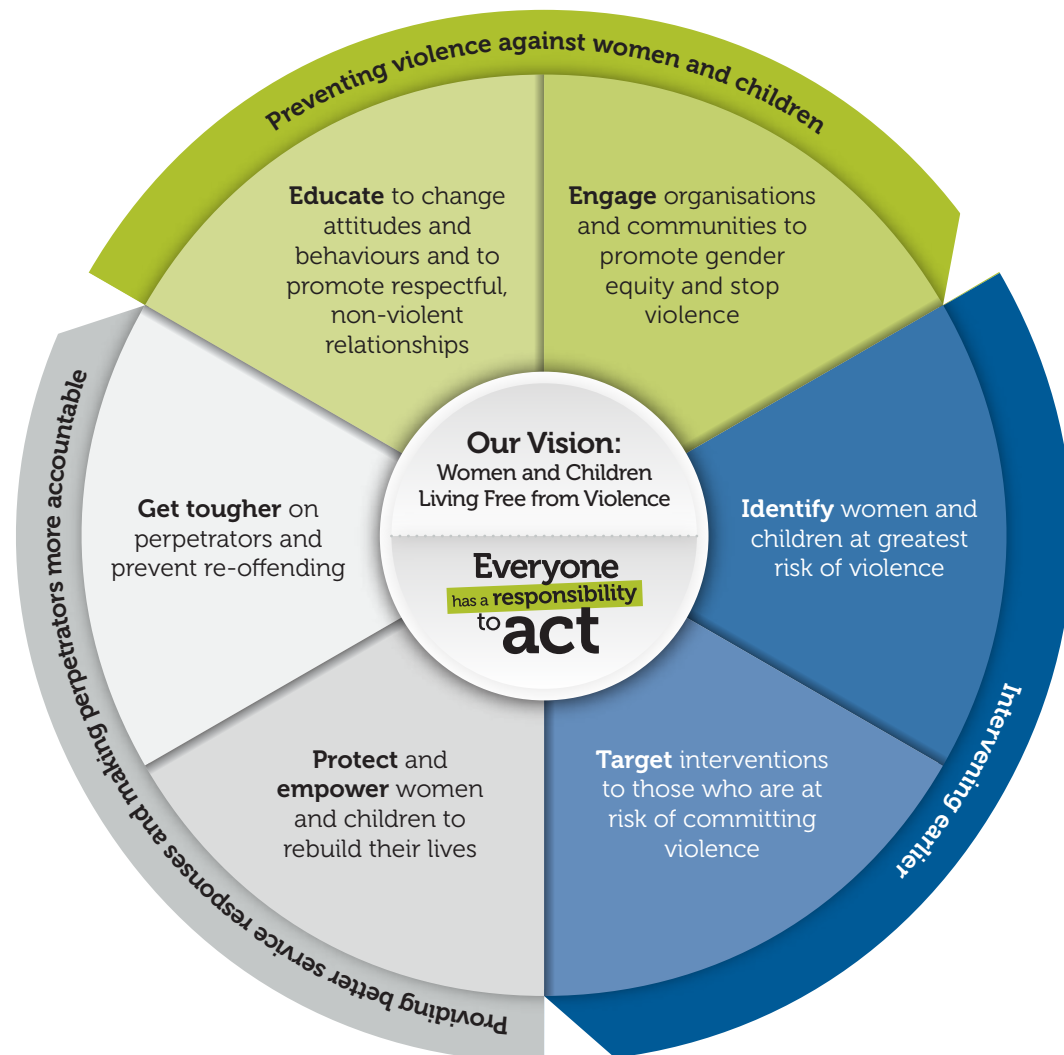 Preventing violence against women and children
Educate to change
attitudes and
behaviours and to
promote respectful,
non-violent
relationships
Engage organisations
and communities to
promote gender
equity and stop
violence
Our Vision:
Women and Children
Living Free from Violence
Everyone
has a responsibility
to act
Identify women and
children at greatest
risk of violence
Target interventions
to those who are at
risk of committing
violence
Intervening earlier
Protect and
empower women
and children to
rebuild their lives
Get tougher on
perpetrators and
prevent re-offending
Providing better service responses and making perpetrators more accountable